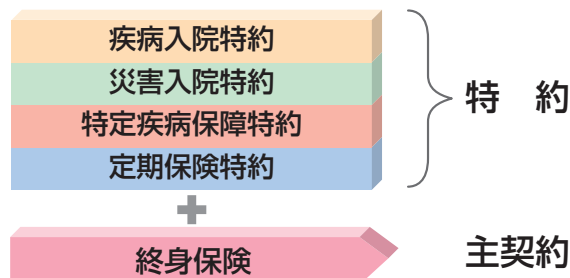 疾病入院特約
災害入院特約
特定疾病保障特約
定期保険特約
特　約
+
終身保険
主契約